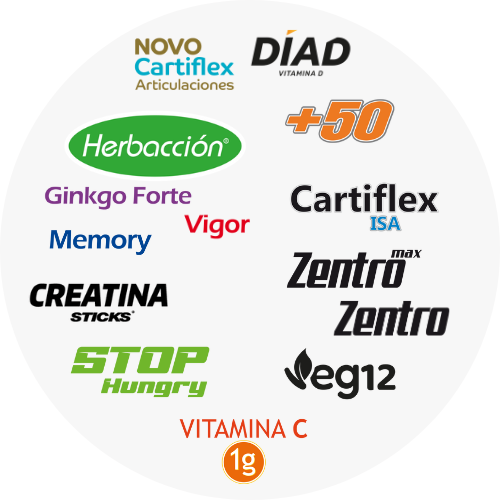 NOVO
Cartiflex
Articulaciones
DÍAD
VITAMINA D
+50
Herbacción®
Ginkgo Forte
Vigor
Memory
Cartiflex
ISA
Zentro max
Zentro
CREATINA
STICKS®
STOP
Hungry
Veg12
VITAMINA C
1g